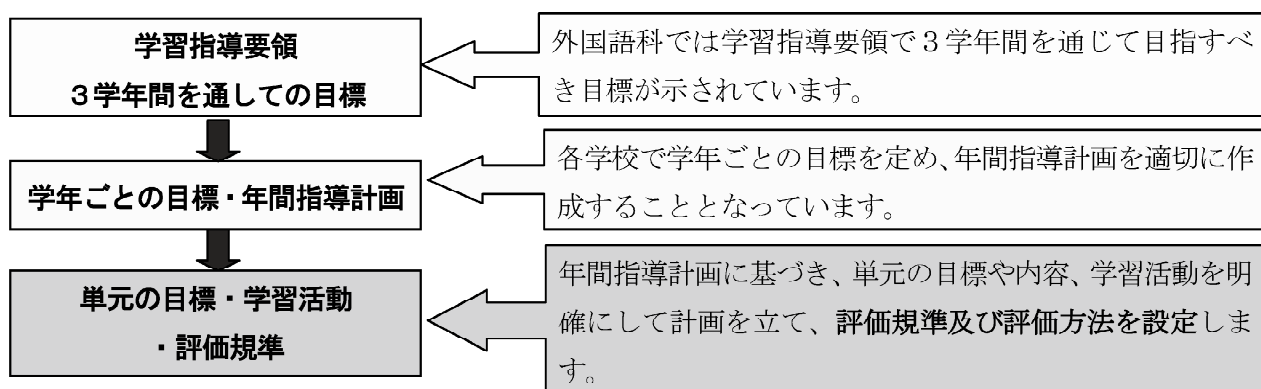 学習指導要領
３学年間を通しての目標
外国語科では学習指導要領で３学年間を通じて目指すべ
き目標が示されています。
学年ごとの目標・年間指導計画
各学校で学年ごとの目標を定め、年間指導計画を適切に作
成することとなっています。
単元の目標・学習活動
・評価規準
年間指導計画に基づき、単元の目標や内容、学習活動を明
確にして計画を立て、評価規準及び評価方法を設定しま
す。